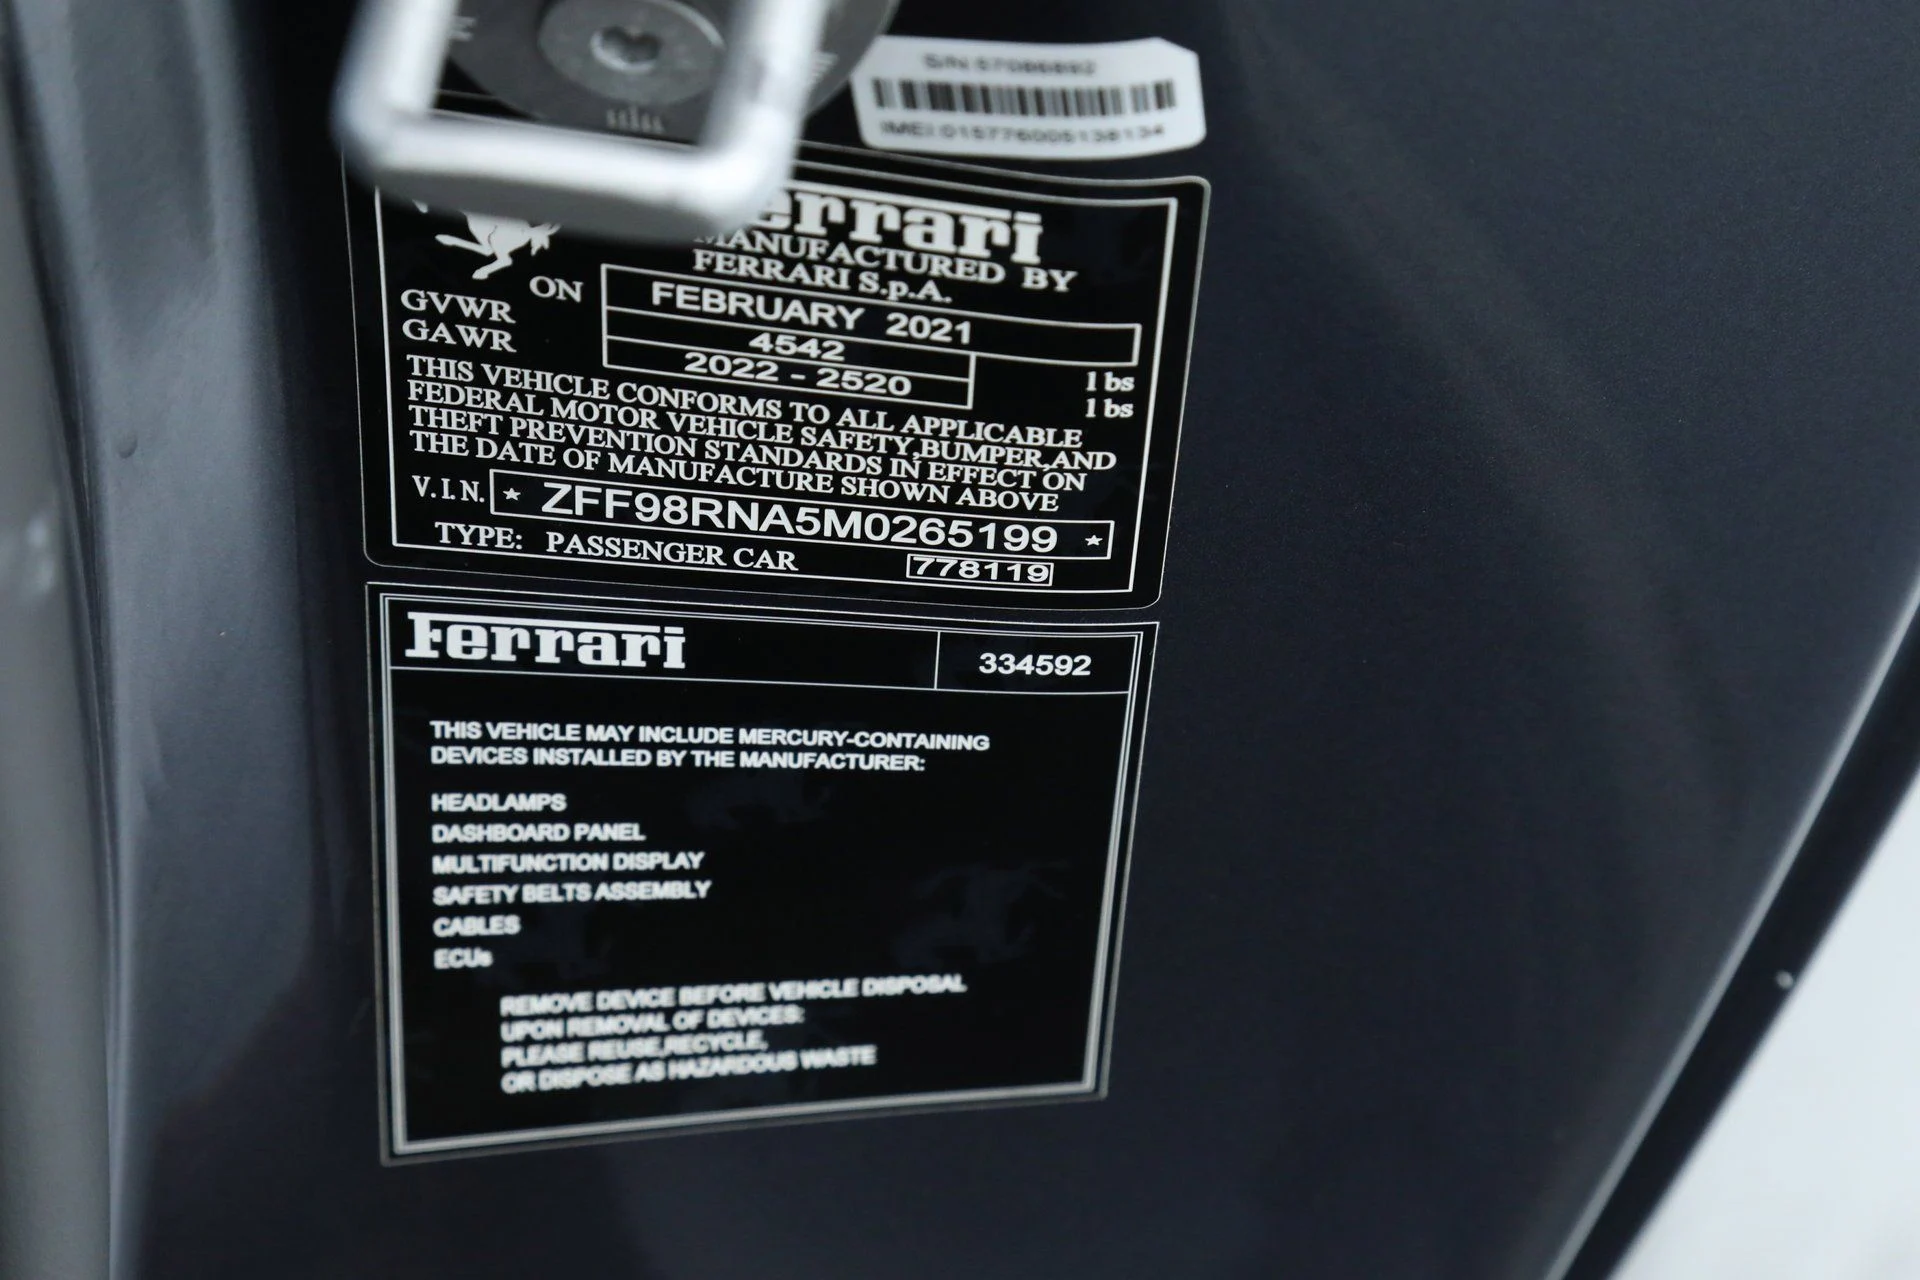 S/N 57086892
IMEI 015776005138134
Ferrari
MANUFACTURED BY
FERRARI S.p.A.
ON FEBRUARY 2021
GVWR 4542 lbs
GAWR 2022 - 2520 lbs
THIS VEHICLE CONFORMS TO ALL APPLICABLE
FEDERAL MOTOR VEHICLE SAFETY,BUMPER,AND
THEFT PREVENTION STANDARDS IN EFFECT ON
THE DATE OF MANUFACTURE SHOWN ABOVE
V.I.N. * ZFF98RNA5M0265199 *
TYPE: PASSENGER CAR 778119
Ferrari 334592
THIS VEHICLE MAY INCLUDE MERCURY-CONTAINING
DEVICES INSTALLED BY THE MANUFACTURER:
HEADLAMPS
DASHBOARD PANEL
MULTIFUNCTION DISPLAY
SAFETY BELTS ASSEMBLY
CABLES
ECUs
REMOVE DEVICE BEFORE VEHICLE DISPOSAL
UPON REMOVAL OF DEVICES:
PLEASE REUSE,RECYCLE,
OR DISPOSE AS HAZARDOUS WASTE